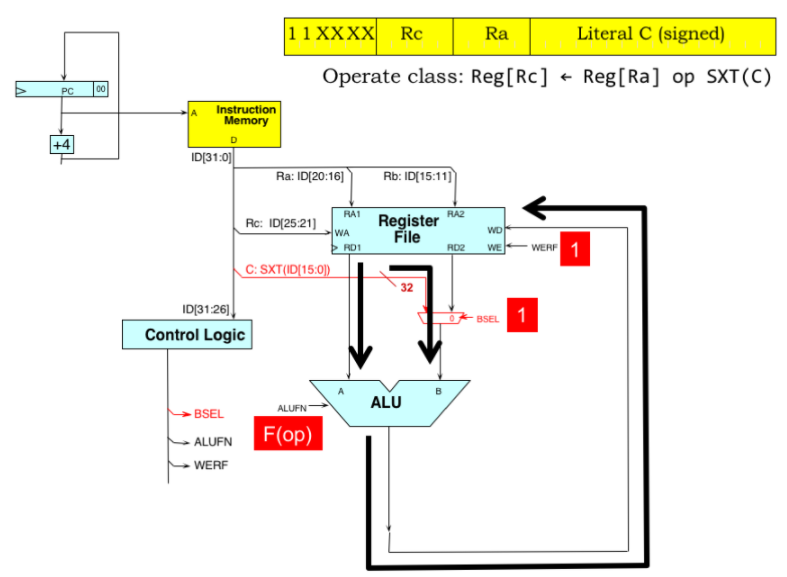 1 1 XX XX Rc Ra Literal C (signed)
Operate class: Reg[Rc] ← Reg[Ra] op SXT(C)
PC 00
+4
A Instruction
Memory
D
ID[31:0]
Ra: ID[20:16] Rb: ID[15:11]
RA1 RA2
Register
File
Rc: ID[25:21]
WA WD
RD1 RD2 WE WERF 1
C: SXT(ID[15:0])
32
ID[31:26]
0 BSEL 1
Control Logic
A B
ALU
ALUFN
F(op)
BSEL
ALUFN
WERF